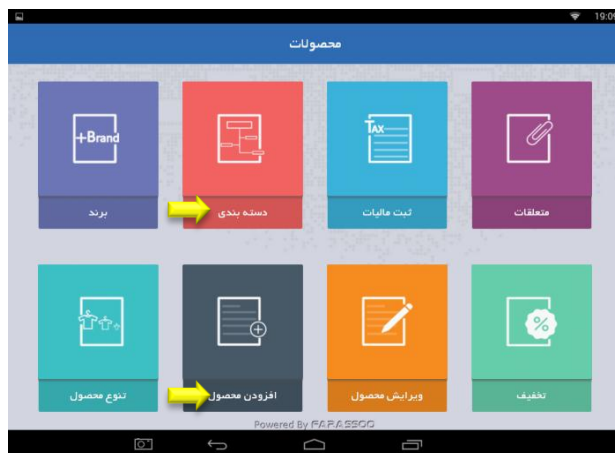 19:09
محصولات
متعلقات
TAX
ثبت مالیات
دسته بندی
+Brand
برند
%
تخفیف
ویرایش محصول
افزودن محصول
S
تنوع محصول
Powered By FARASSOO